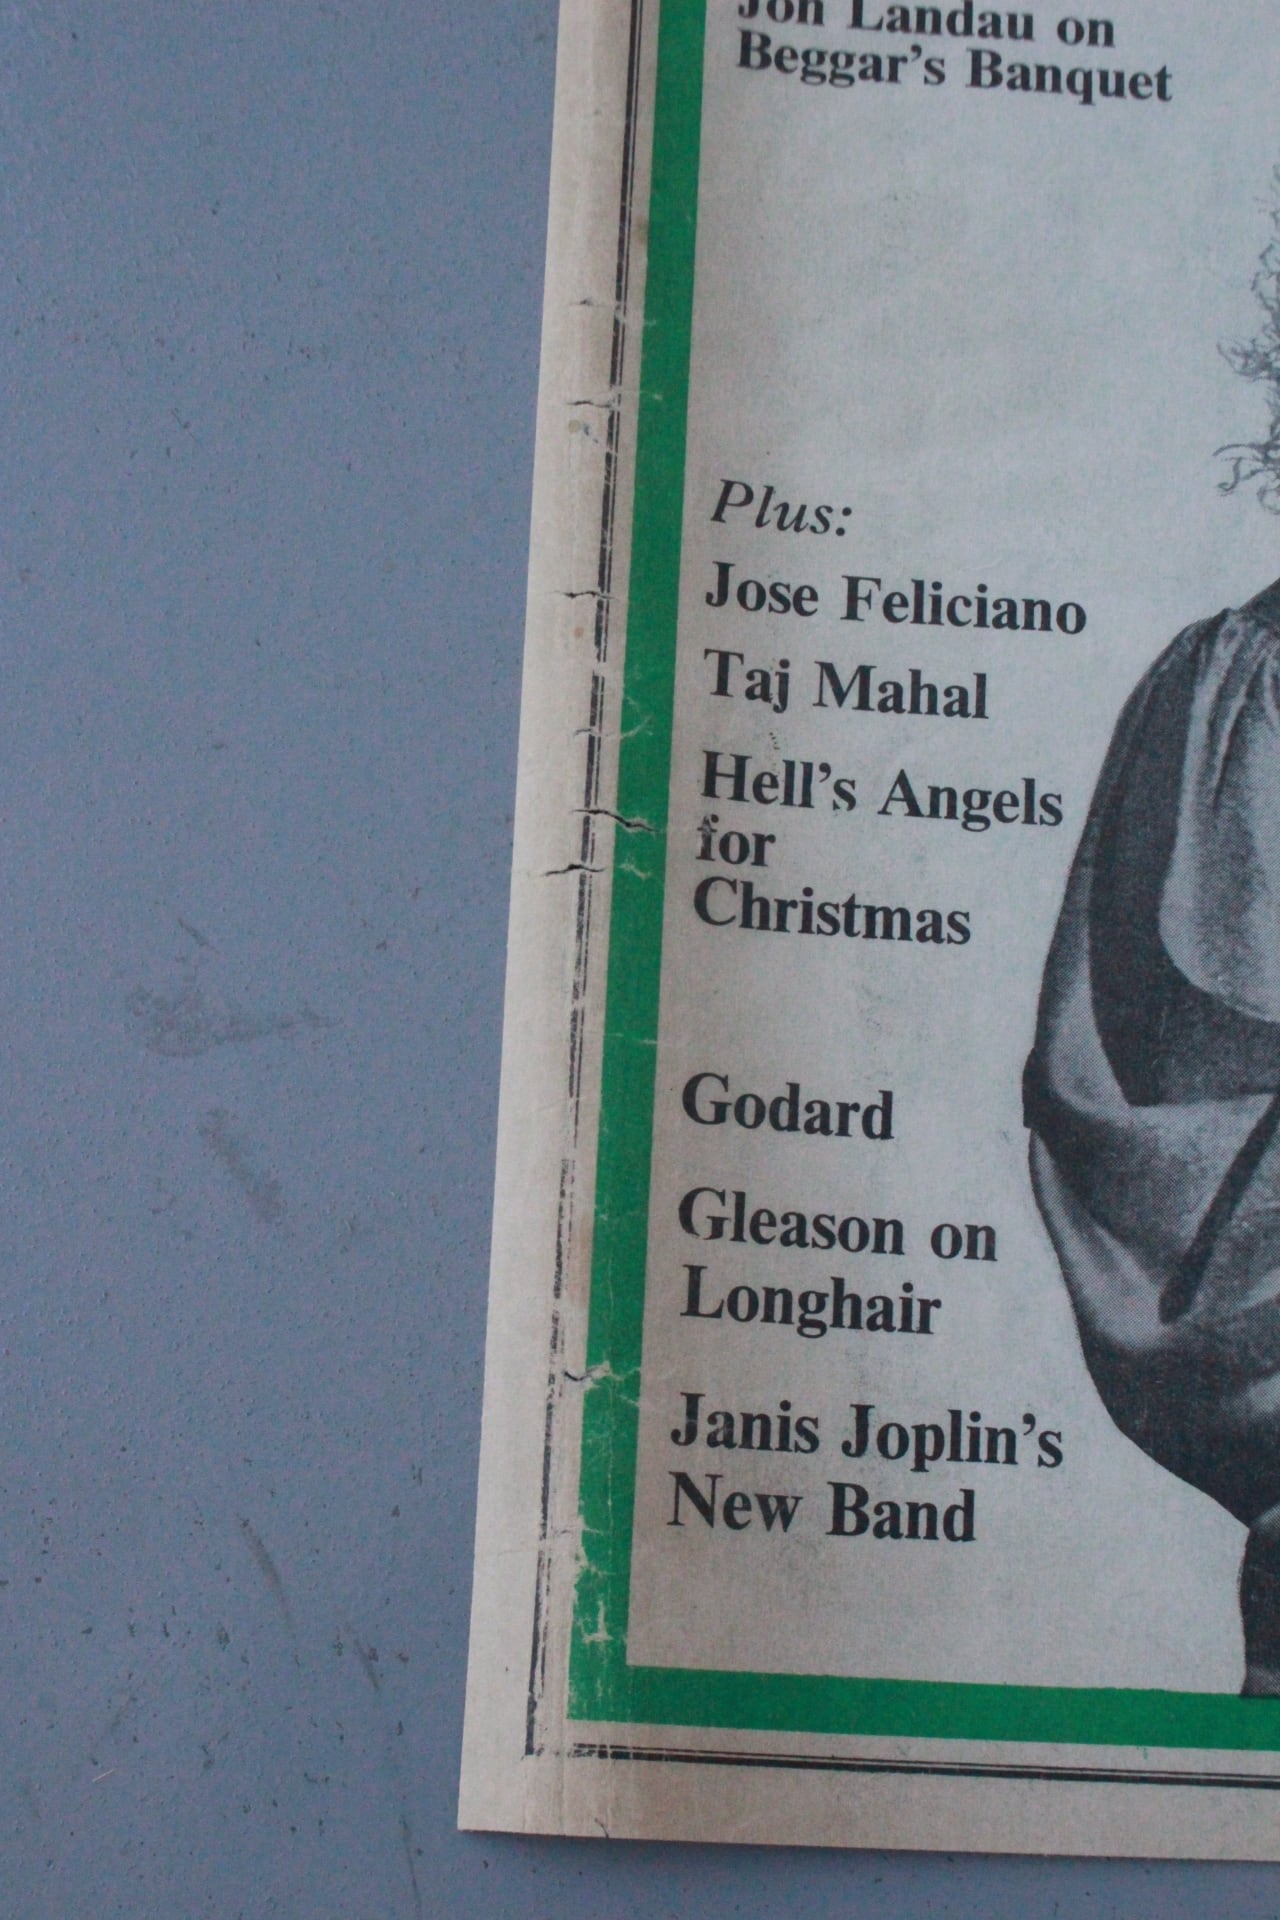 Jon Landau on
Beggar's Banquet
Plus:
Jose Feliciano
Taj Mahal
Hell's Angels
for
Christmas
Godard
Gleason on
Longhair
Janis Joplin's
New Band